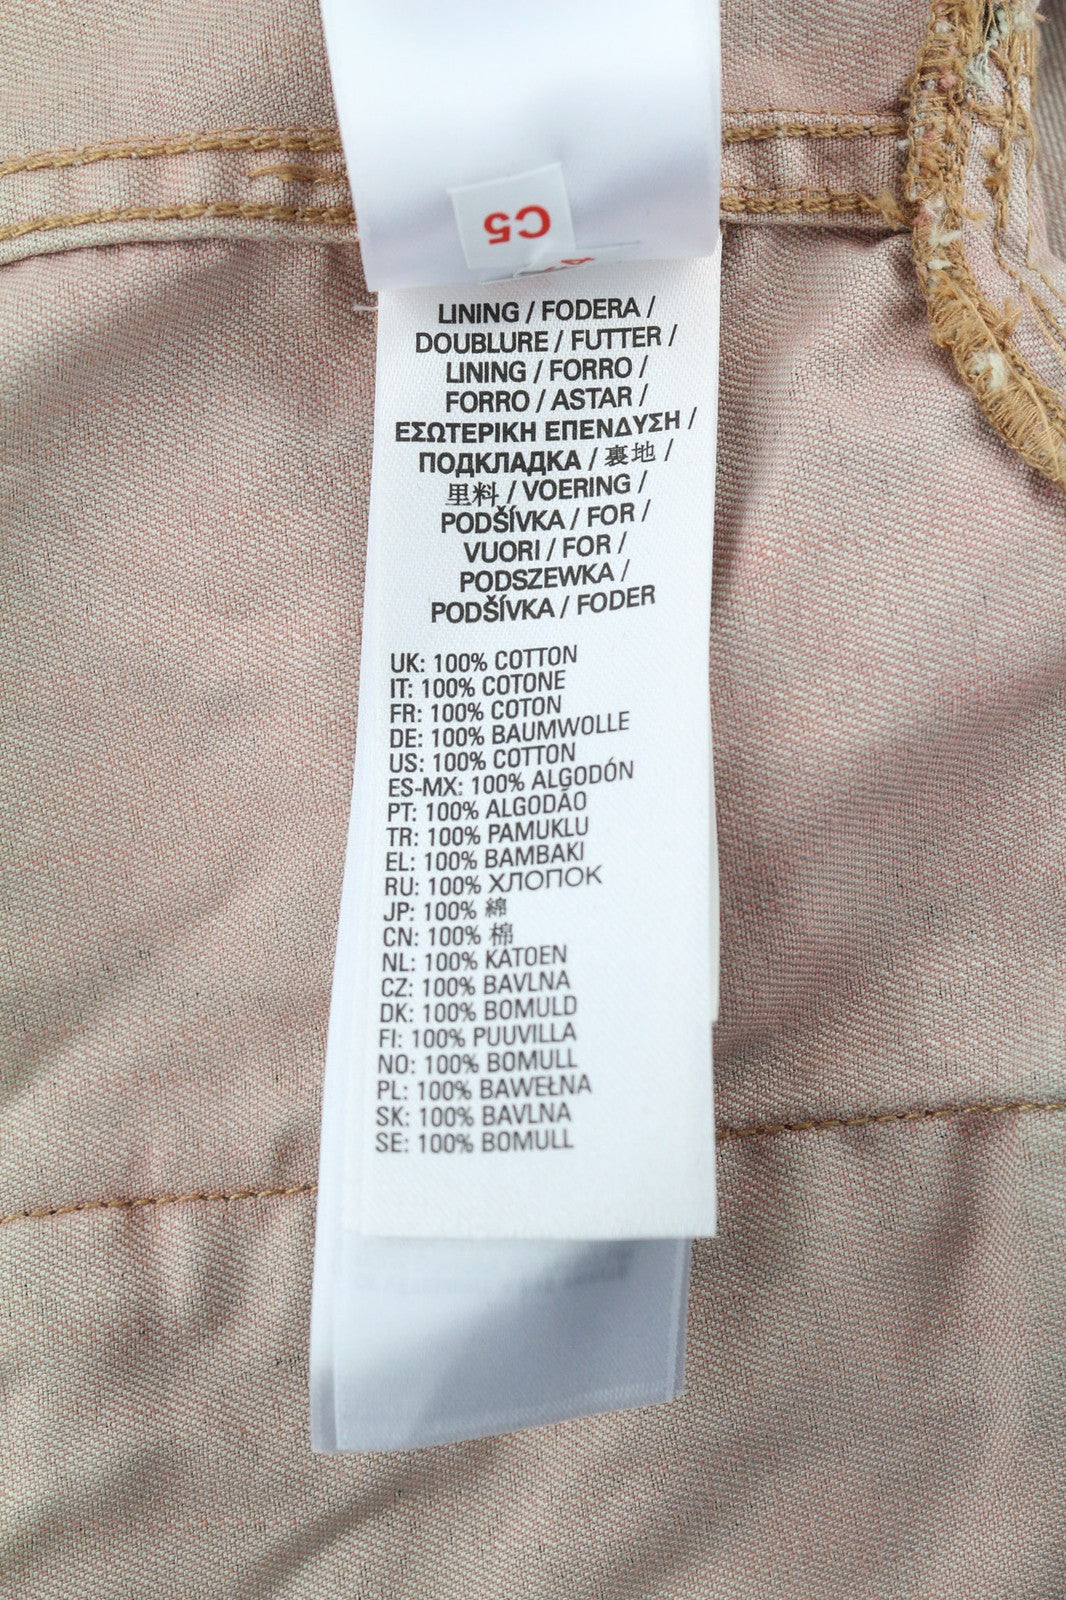 C5
LINING / FODERA /
DOUBLURE / FUTTER /
LINING / FORRO /
FORRO / ASTAR /
ΕΣΩΤΕΡΙΚΗ ΕΠΕΝΔΥΣΗ /
ПОДКЛАДКА / 裏地 /
里料 / VOERING /
PODŠÍVKA / FOR /
VUORI / FOR /
PODSZEWKA /
PODŠÍVKA / FODER
UK: 100% COTTON
IT: 100% COTONE
FR: 100% COTON
DE: 100% BAUMWOLLE
US: 100% COTTON
ES-MX: 100% ALGODÓN
PT: 100% ALGODÃO
TR: 100% PAMUKLU
EL: 100% ΒΑΜΒΑΚΙ
RU: 100% ХЛОПОК
JP: 100% 綿
CN: 100% 棉
NL: 100% KATOEN
CZ: 100% BAVLNA
DK: 100% BOMULD
FI: 100% PUUVILLA
NO: 100% BOMULL
PL: 100% BAWEŁNA
SK: 100% BAVLNA
SE: 100% BOMULL